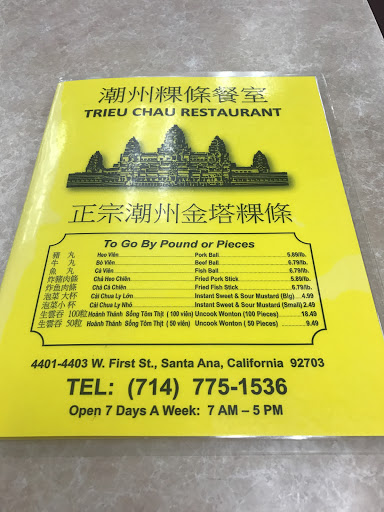 潮州粿條餐室
TRIEU CHAU RESTAURANT
正宗潮州金塔粿條
To Go By Pound or Pieces
豬 丸 Heo Viên Pork Ball 5.89/lb.
牛 丸 Bò Viên Beef Ball 6.79/lb.
魚 丸 Cá Viên Fish Ball 6.79/lb.
炸豬肉條 Chả Heo Chiên Fried Pork Stick 5.89/lb.
炸魚肉條 Chả Cá Chiên Fried Fish Stick 6.79/lb.
泡菜 大杯 Cải Chua Ly Lớn Instant Sweet & Sour Mustard (Big) 4.99
泡菜 小杯 Cải Chua Ly Nhỏ Instant Sweet & Sour Mustard (Small) 2.49
生雲吞 100粒 Hoành Thánh Sống Tôm Thịt (100 viên) Uncook Wonton (100 Pieces) 18.49
生雲吞 50粒 Hoành Thánh Sống Tôm Thịt (50 viên) Uncook Wonton (50 Pieces) 9.49
4401-4403 W. First St., Santa Ana, California 92703
TEL: (714) 775-1536
Open 7 Days A Week: 7 AM – 5 PM